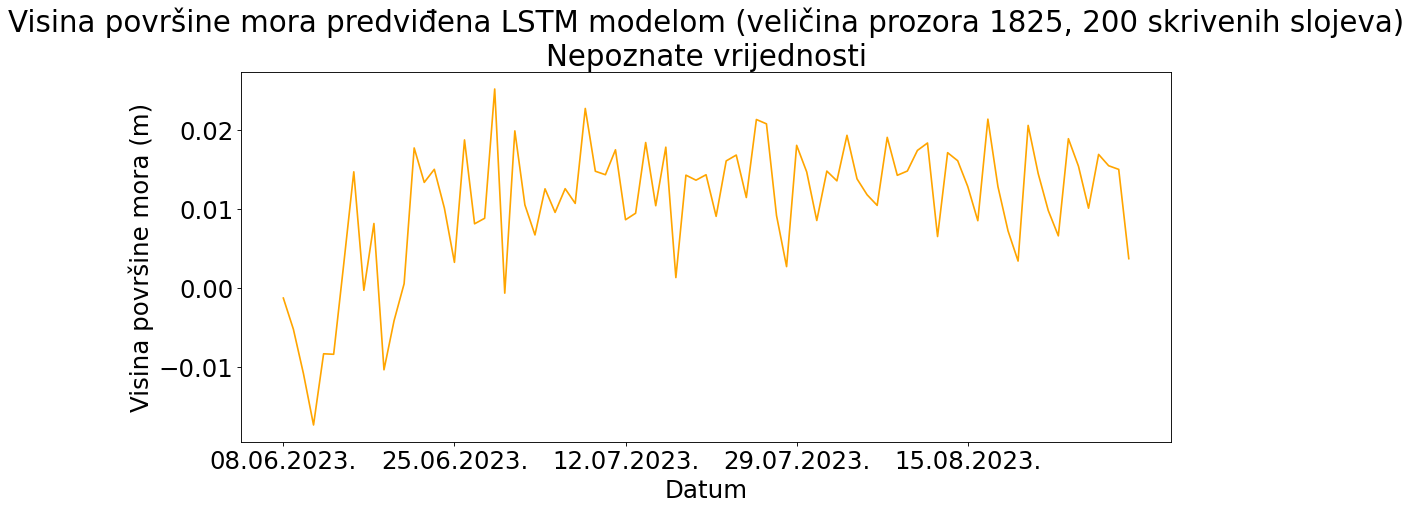 Visina površine mora predviđena LSTM modelom (veličina prozora 1825, 200 skrivenih slojeva)
Nepoznate vrijednosti
Visina površine mora (m)
0.02
0.01
0.00
−0.01
08.06.2023. 25.06.2023. 12.07.2023. 29.07.2023. 15.08.2023.
Datum